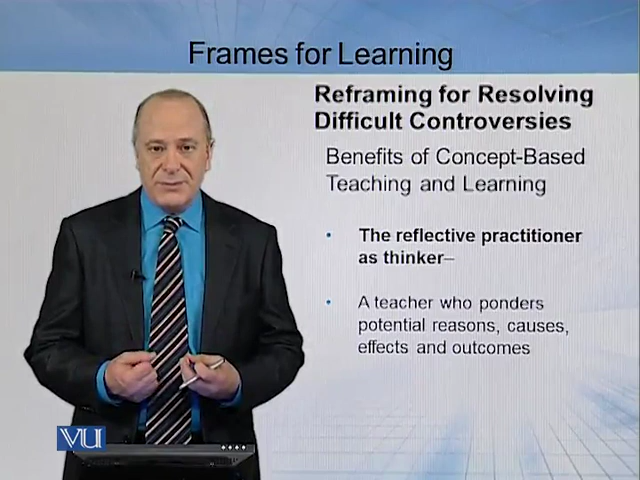 Frames for Learning
Reframing for Resolving
Difficult Controversies
Benefits of Concept-Based
Teaching and Learning
• The reflective practitioner
as thinker–
• A teacher who ponders
potential reasons, causes,
effects and outcomes
VU